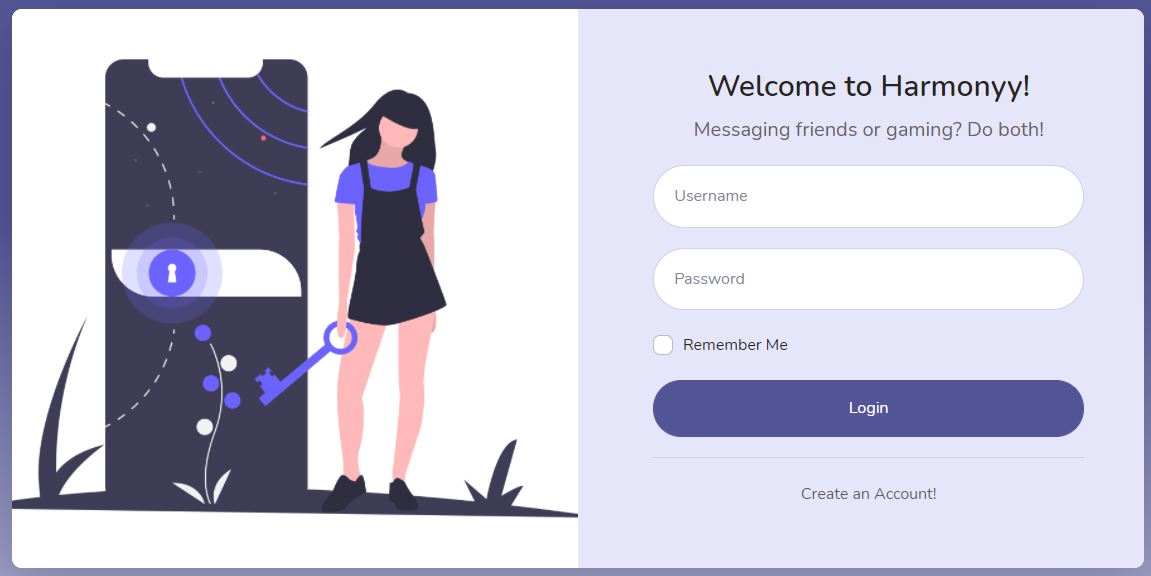 Welcome to Harmonyy!
Messaging friends or gaming? Do both!
Username
Password
Remember Me
Login
Create an Account!